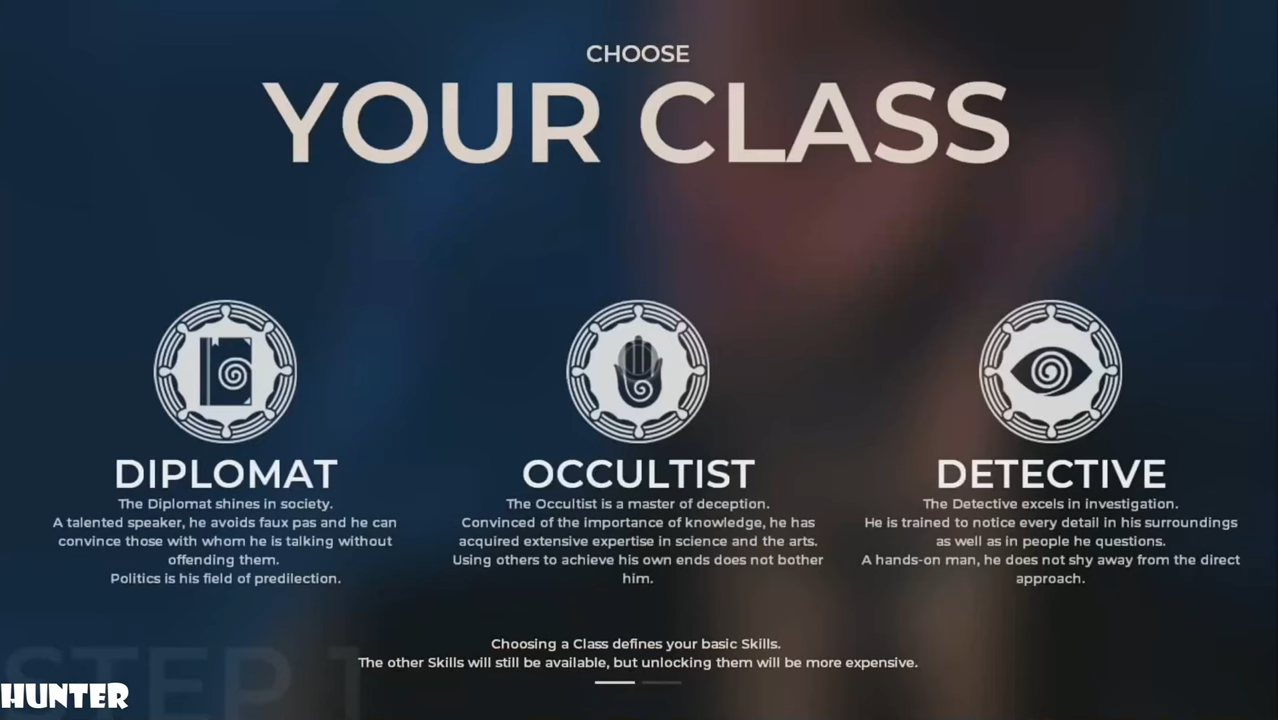 CHOOSE
YOUR CLASS
DIPLOMAT
The Diplomat shines in society.
A talented speaker, he avoids faux pas and he can
convince those with whom he is talking without
offending them.
Politics is his field of predilection.
OCCULTIST
The Occultist is a master of deception.
Convinced of the importance of knowledge, he has
acquired extensive expertise in science and the arts.
Using others to achieve his own ends does not bother
him.
DETECTIVE
The Detective excels in investigation.
He is trained to notice every detail in his surroundings
as well as in people he questions.
A hands-on man, he does not shy away from the direct
approach.
Choosing a Class defines your basic Skills.
The other Skills will still be available, but unlocking them will be more expensive.
STEP 1
HUNTER